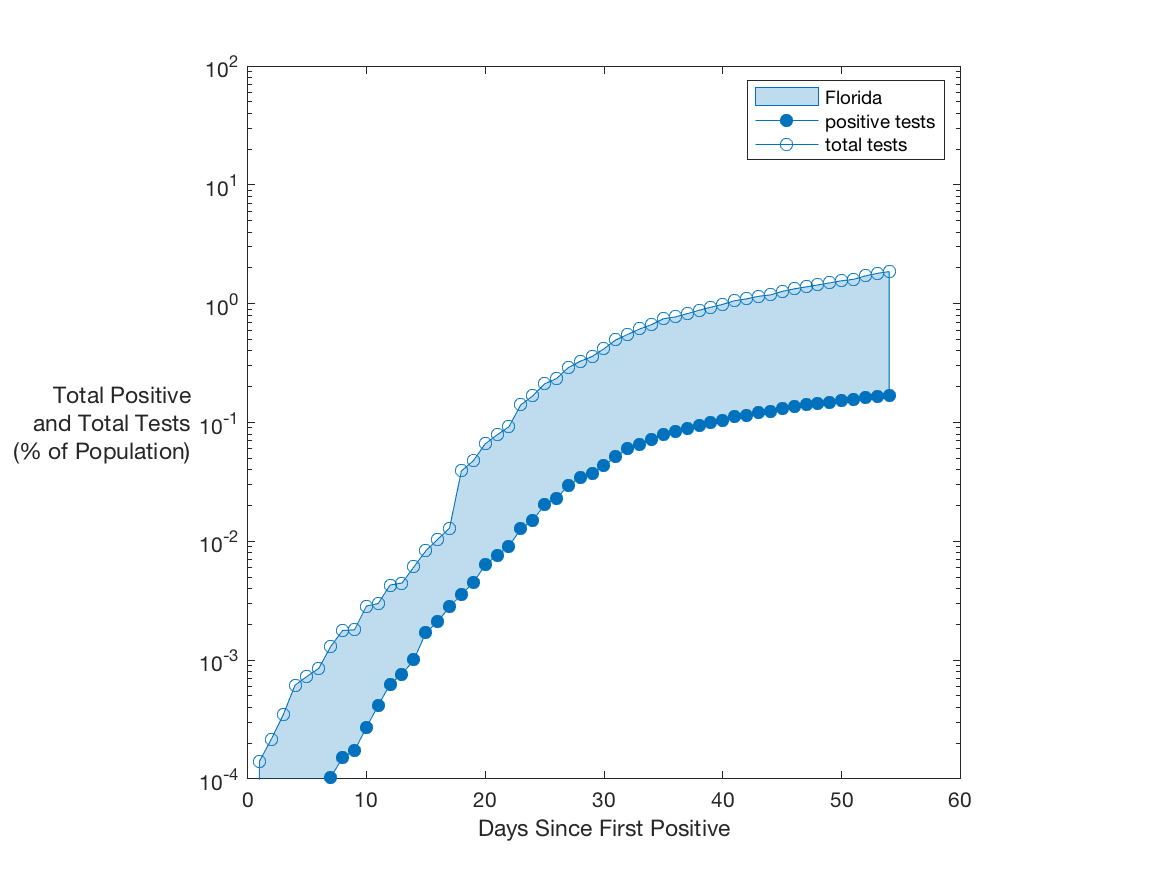 10^2
10^1
10^0
10^-1
10^-2
10^-3
10^-4
Total Positive
and Total Tests
(% of Population)
Florida
positive tests
total tests
0 10 20 30 40 50 60
Days Since First Positive